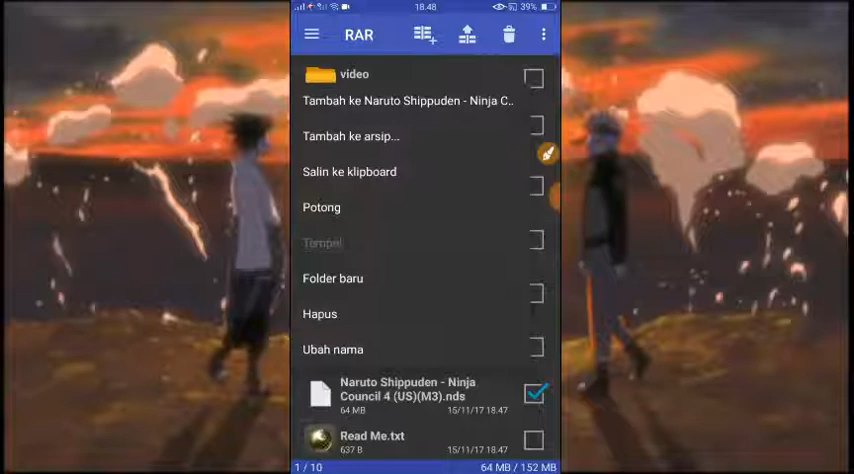 18.48
39%
RAR
video
Tambah ke Naruto Shippuden - Ninja C..
Tambah ke arsip...
Salin ke klipboard
Potong
Tempel
Folder baru
Hapus
Ubah nama
Naruto Shippuden - Ninja
Council 4 (US)(M3).nds
64 MB 15/11/17 18.47
Read Me.txt
637 B 15/11/17 18.47
1 / 10 64 MB / 152 MB